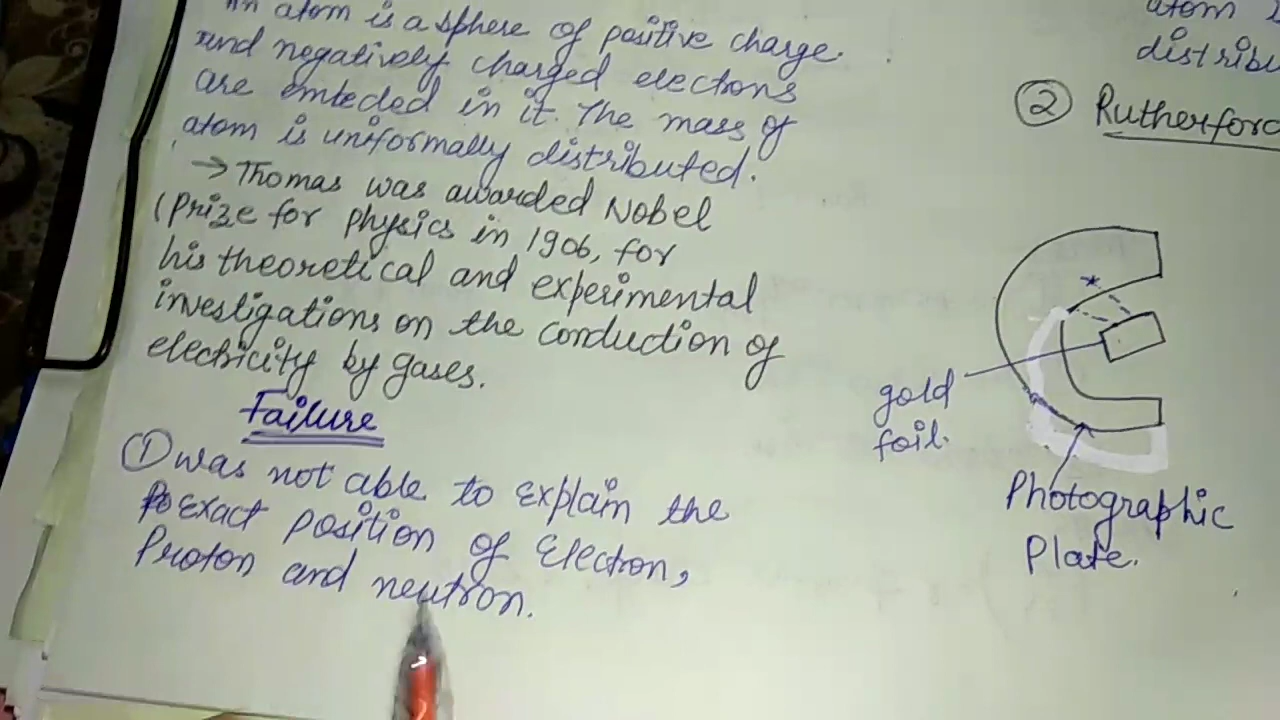 An atom is a sphere of positive charge.
and negatively charged electons
are embeded in it. The mass of
atom is uniformally distributed.
→ Thomas was awarded Nobel
(Prize for physics in 1906, for
his theoretical and experimental
investigations on the conduction of
electricity by gases.
Failure
① was not able to explain the
Exact position of Electron,
Proton and neutron.
atom
distribu
② Rutherford
gold
foil.
Photographic
Plate.